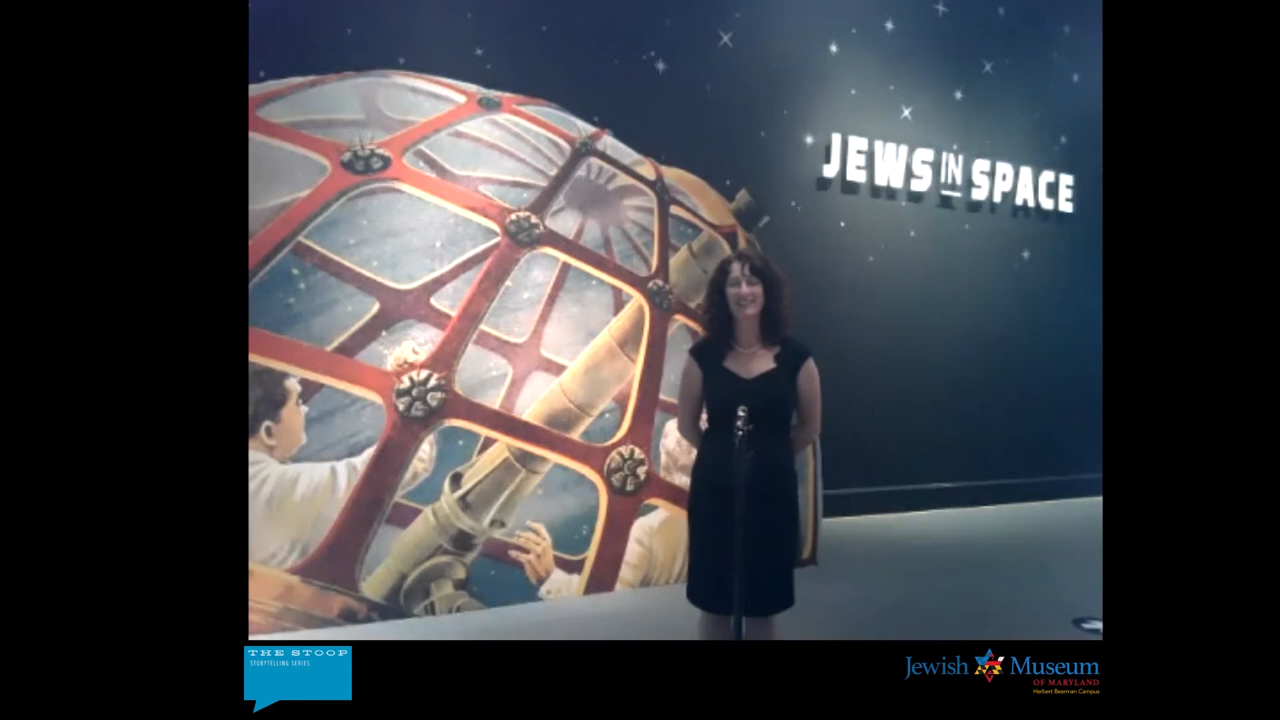 JEWS IN SPACE
THE STOOP
STORYTELLING SERIES
Jewish Museum
OF MARYLAND
Herbert Bearman Campus